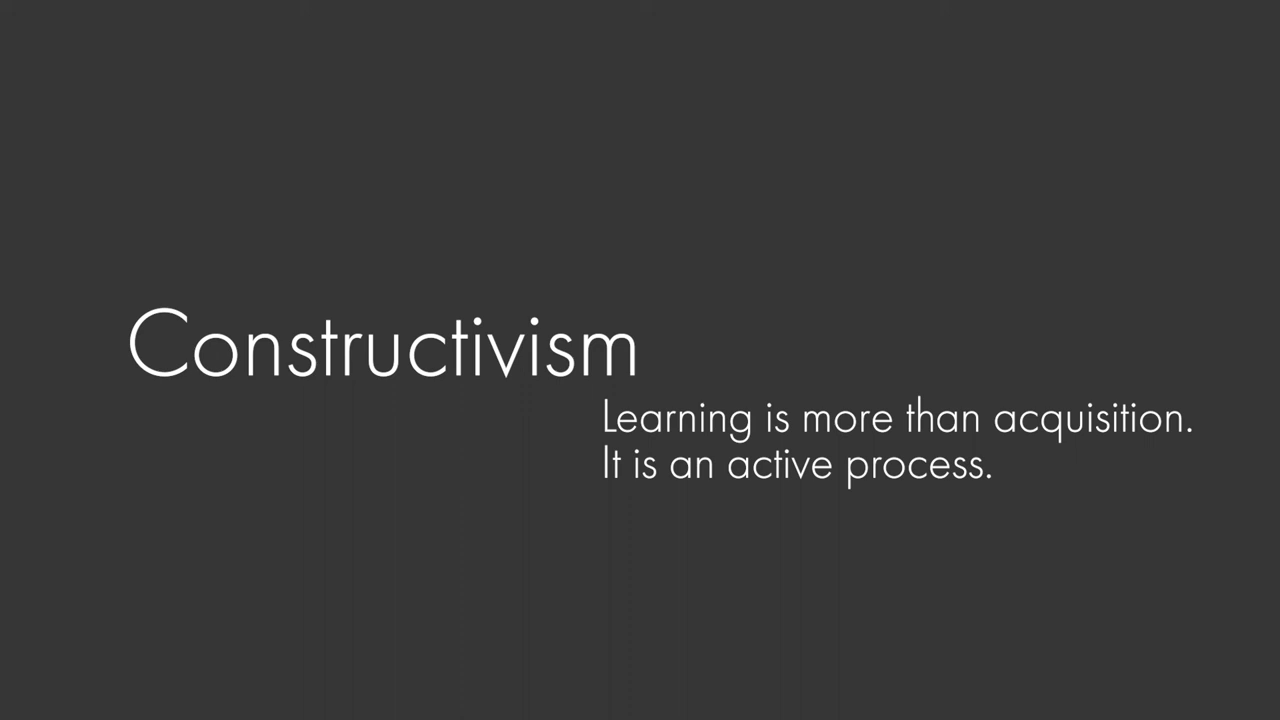 Constructivism
Learning is more than acquisition.
It is an active process.